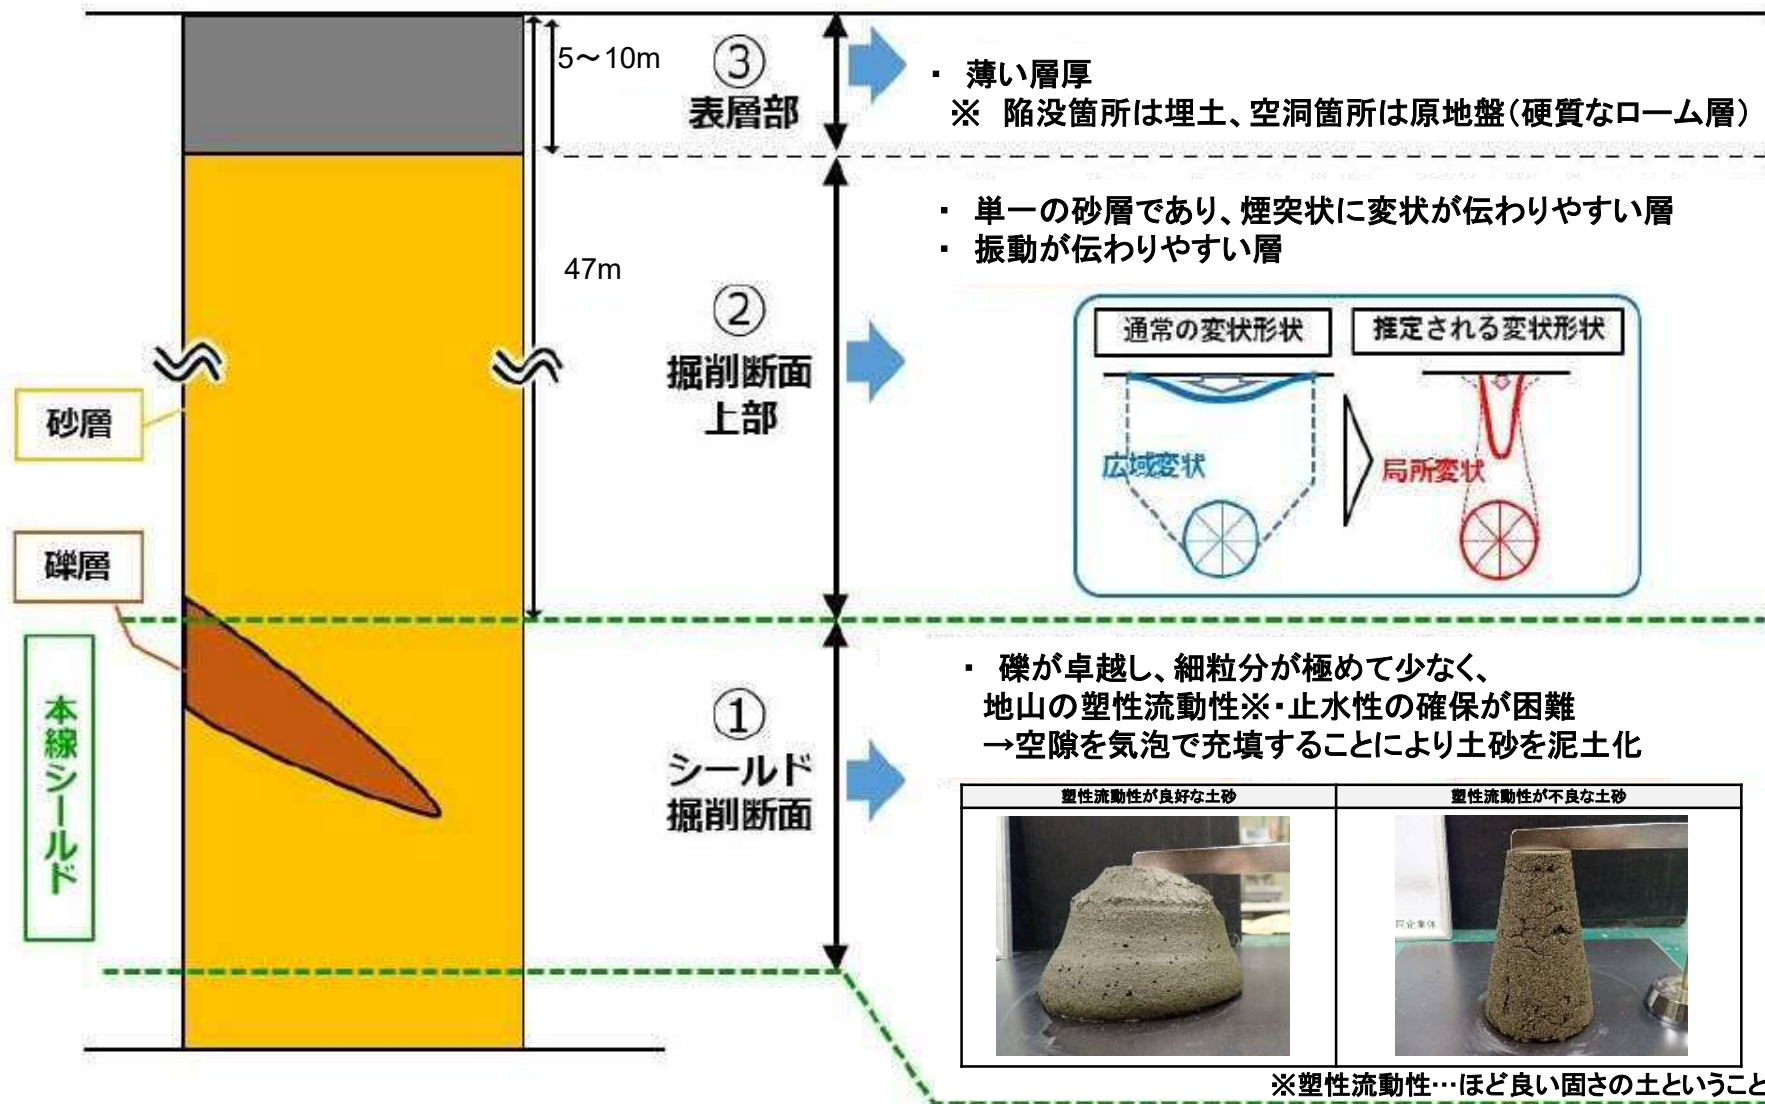 5～10m
③
表層部
・ 薄い層厚
※ 陥没箇所は埋土、空洞箇所は原地盤(硬質なローム層)
47m
②
掘削断面
上部
・ 単一の砂層であり、煙突状に変状が伝わりやすい層
・ 振動が伝わりやすい層
通常の変状形状
推定される変状形状
広域変状
局所変状
砂層
礫層
本線シールド
①
シールド
掘削断面
・ 礫が卓越し、細粒分が極めて少なく、
地山の塑性流動性※・止水性の確保が困難
→空隙を気泡で充填することにより土砂を泥土化
塑性流動性が良好な土砂
塑性流動性が不良な土砂
同企業体
※塑性流動性…ほど良い固さの土ということ